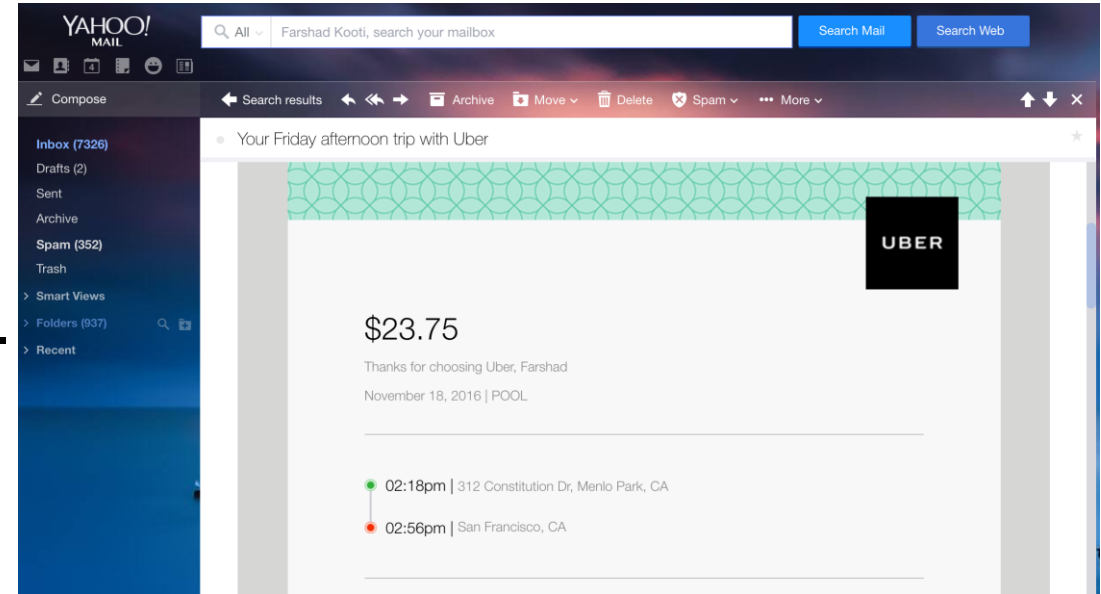 YAHOO!
MAIL
All Farshad Kooti, search your mailbox Search Mail Search Web
4
Compose
Search results Archive Move Delete Spam More
Inbox (7326)
Drafts (2)
Sent
Archive
Spam (352)
Trash
Smart Views
Folders (937)
Recent
Your Friday afternoon trip with Uber
UBER
$23.75
Thanks for choosing Uber, Farshad
November 18, 2016 | POOL
02:18pm | 312 Constitution Dr, Menlo Park, CA
02:56pm | San Francisco, CA